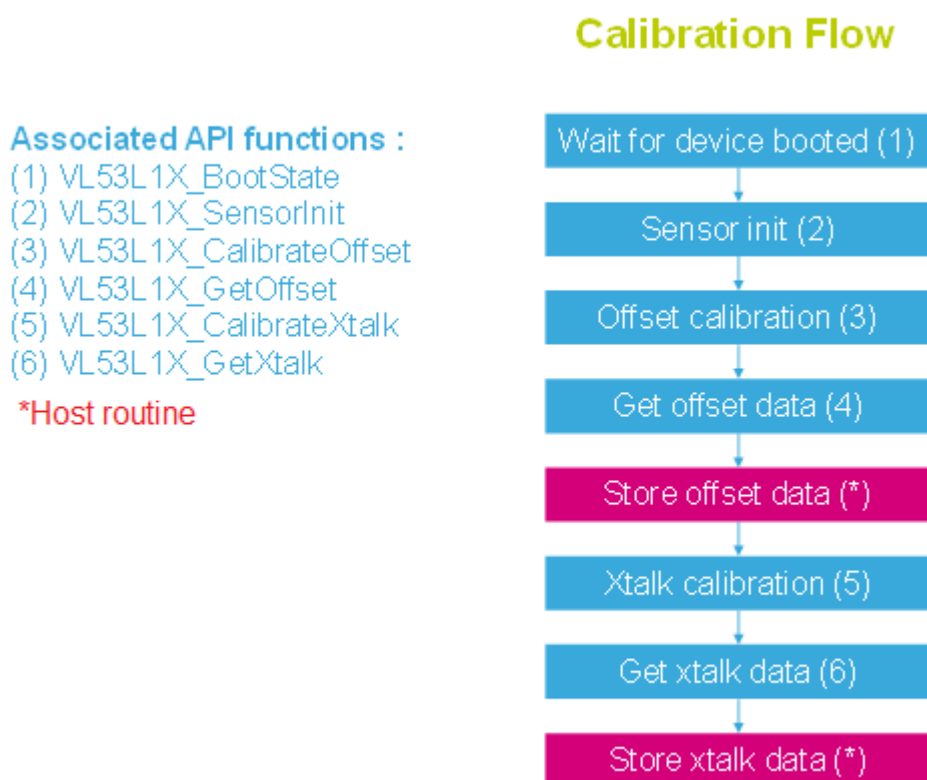 Calibration Flow
Associated API functions :
(1) VL53L1X_BootState
(2) VL53L1X_SensorInit
(3) VL53L1X_CalibrateOffset
(4) VL53L1X_GetOffset
(5) VL53L1X_CalibrateXtalk
(6) VL53L1X_GetXtalk
*Host routine
Wait for device booted (1)
Sensor init (2)
Offset calibration (3)
Get offset data (4)
Store offset data (*)
Xtalk calibration (5)
Get xtalk data (6)
Store xtalk data (*)